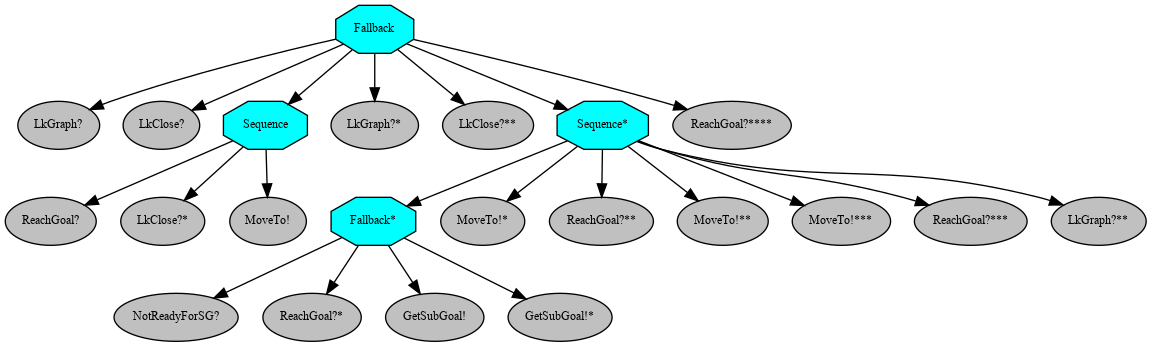 Fallback
LkGraph?
LkClose?
Sequence
LkGraph?*
LkClose?**
Sequence*
ReachGoal?****
ReachGoal?
LkClose?*
MoveTo!
Fallback*
MoveTo!*
ReachGoal?**
MoveTo!**
MoveTo!***
ReachGoal?***
LkGraph?**
NotReadyForSG?
ReachGoal?*
GetSubGoal!
GetSubGoal!*